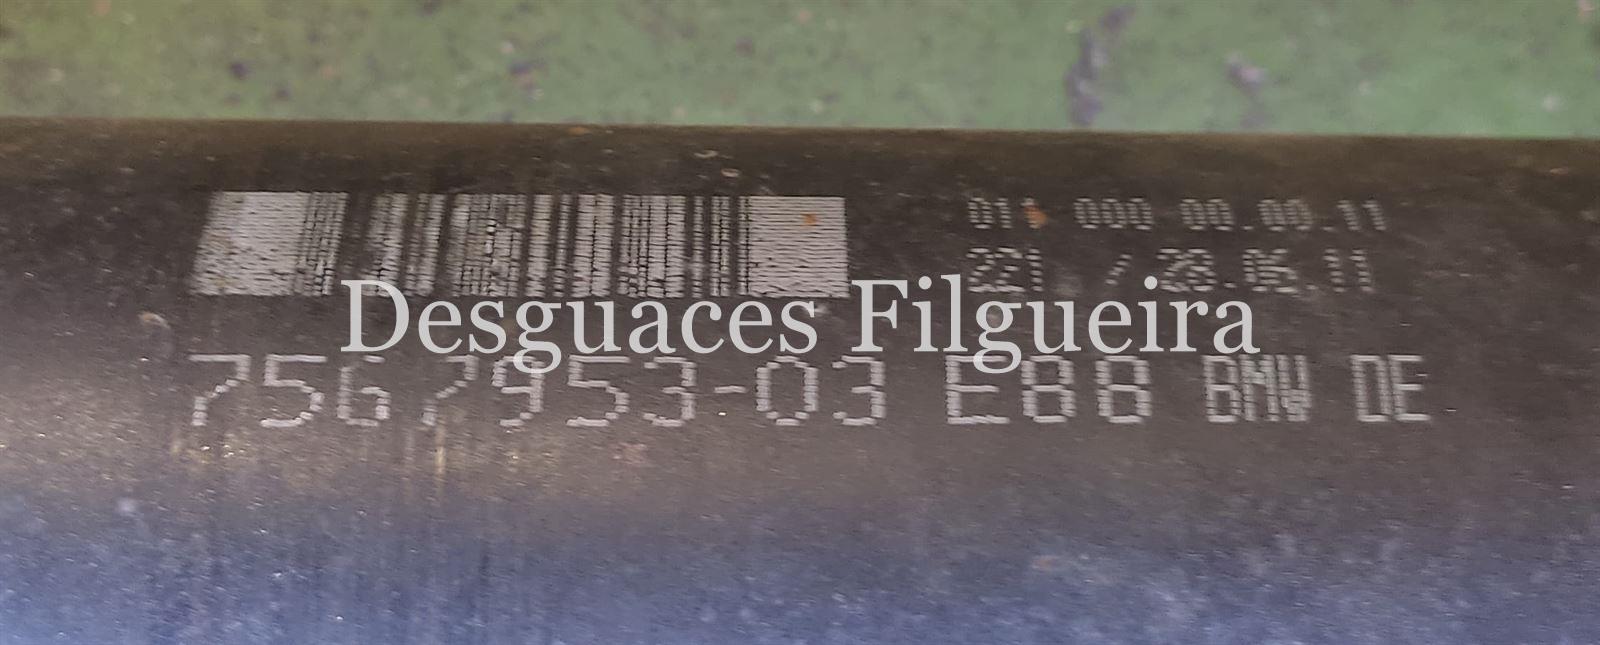 011 000 00.00.11
221 / 28.06.11
Desguaces Filgueira
7567953-03 E88 BMW DE